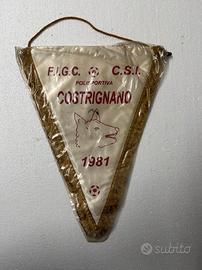 F.I.G.C. C.S.I.
POLISPORTIVA
COSTRIGNANO
1981
subito